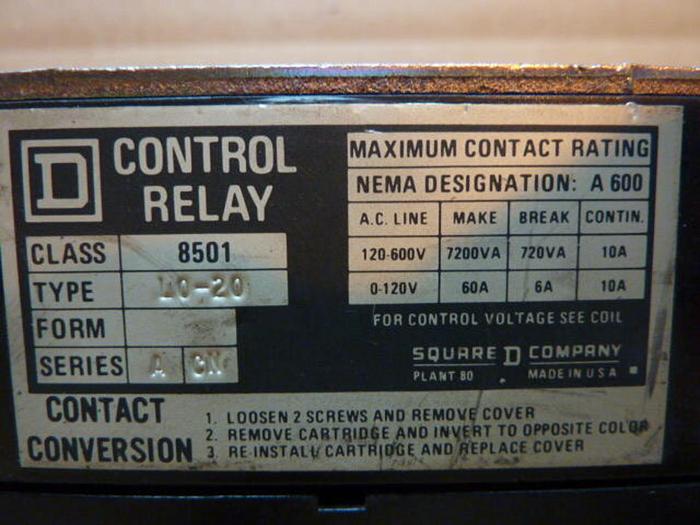 D
CONTROL
RELAY
CLASS 8501
TYPE LO-20
FORM
SERIES A CN
MAXIMUM CONTACT RATING
NEMA DESIGNATION: A 600
A.C. LINE MAKE BREAK CONTIN.
120-600V 7200VA 720VA 10A
0-120V 60A 6A 10A
FOR CONTROL VOLTAGE SEE COIL
SQUARE D COMPANY
PLANT 80 . MADE IN U S A
CONTACT
CONVERSION
1. LOOSEN 2 SCREWS AND REMOVE COVER
2. REMOVE CARTRIDGE AND INVERT TO OPPOSITE COLOR
3. RE-INSTALL CARTRIDGE AND REPLACE COVER